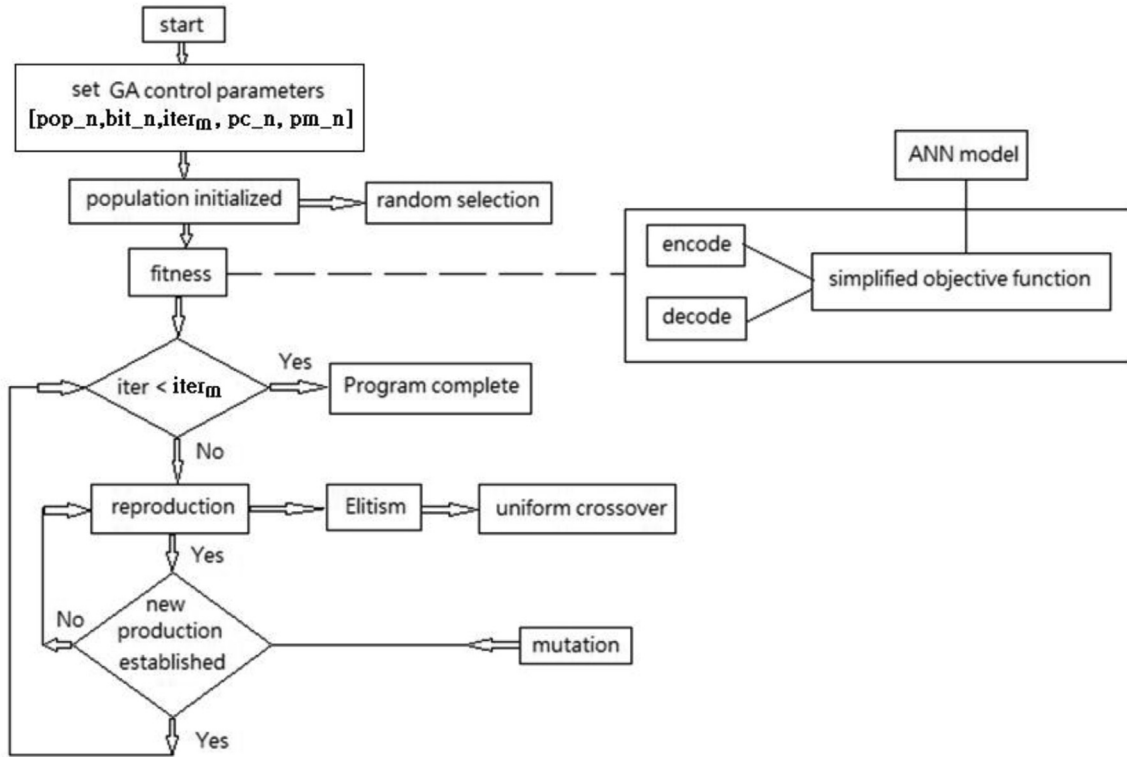 start
set GA control parameters
[pop_n,bit_n,iterm, pc_n, pm_n]
population initialized
random selection
fitness
ANN model
encode
decode
simplified objective function
iter < iterm
Yes
Program complete
No
reproduction
Elitism
uniform crossover
Yes
new
production
established
No
mutation
Yes